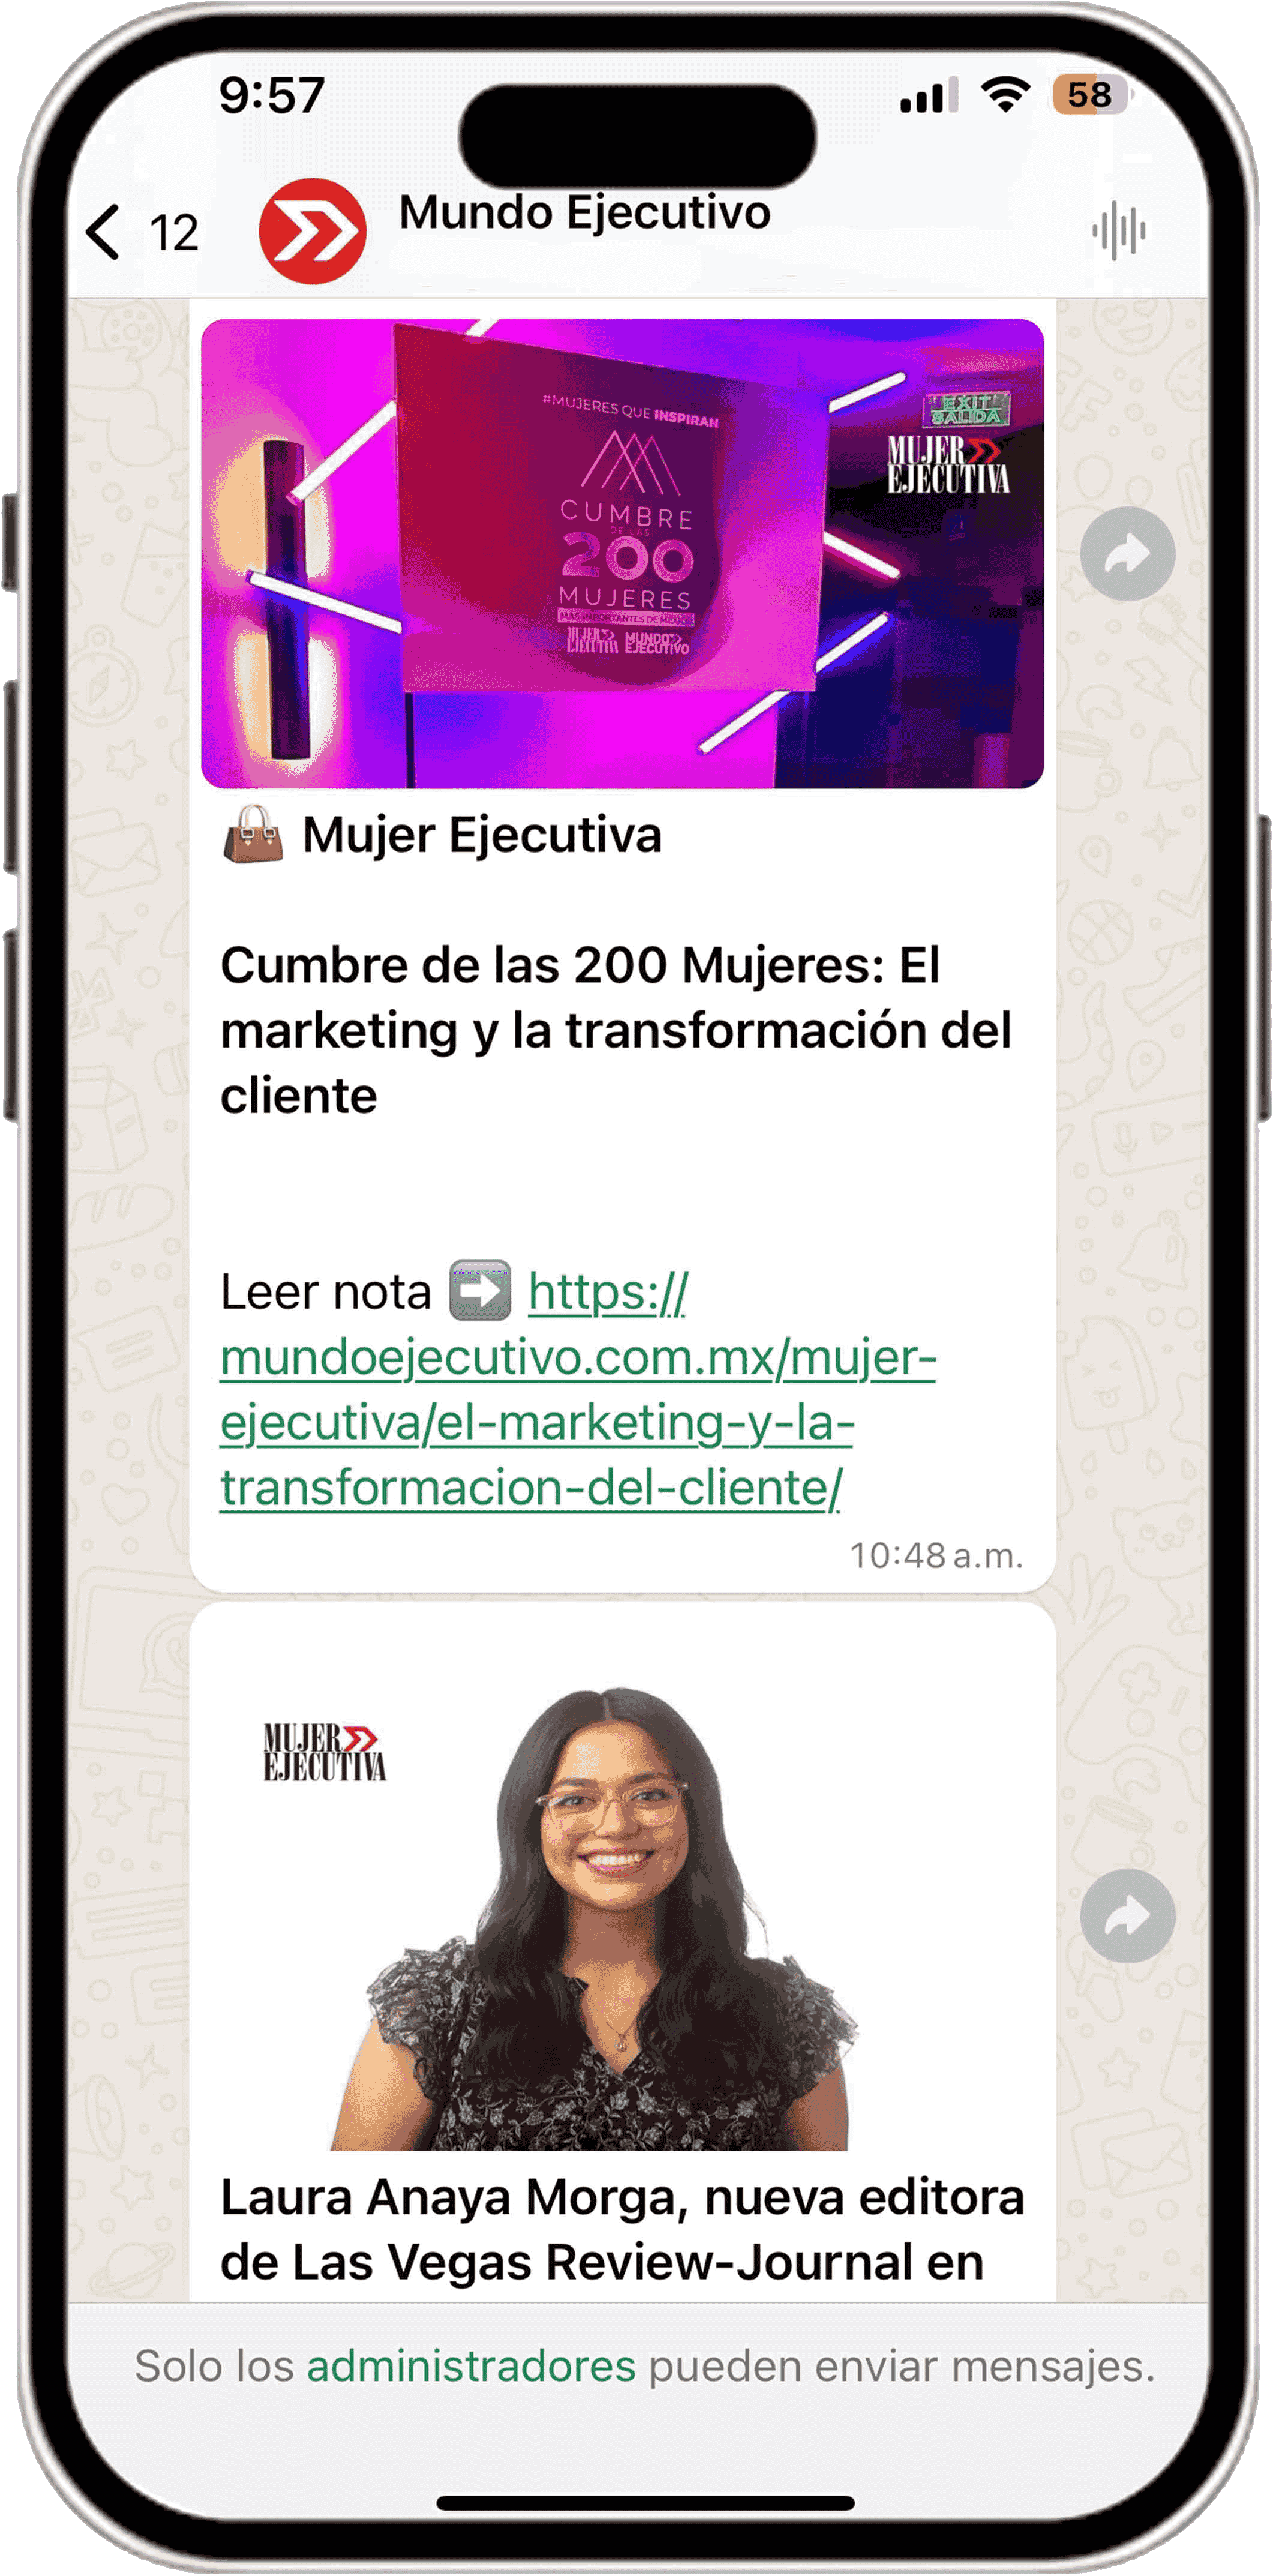 9:57
58
12
Mundo Ejecutivo
#MUJERES QUE INSPIRAN
EXIT
SALIDA
MUJER
EJECUTIVA
CUMBRE
DE LAS
200
MUJERES
MÁS IMPORTANTES DE MÉXICO
MUJER
EJECUTIVA
MUNDO
EJECUTIVO
👜 Mujer Ejecutiva
Cumbre de las 200 Mujeres: El
marketing y la transformación del
cliente
Leer nota ➡️ https://
mundoejecutivo.com.mx/mujer-
ejecutiva/el-marketing-y-la-
transformacion-del-cliente/
10:48 a.m.
MUJER
EJECUTIVA
Laura Anaya Morga, nueva editora
de Las Vegas Review-Journal en
Solo los administradores pueden enviar mensajes.